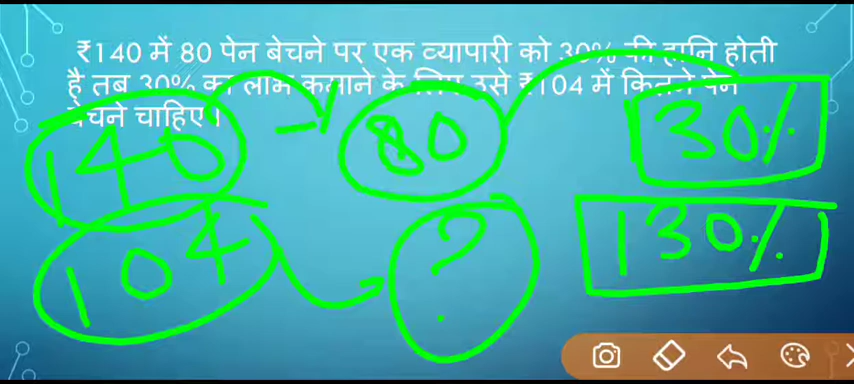 ₹140 में 80 पेन बेचने पर एक व्यापारी को 30% की हानि होती
है तब 30% का लाभ कमाने के लिए उसे ₹104 में कितने पेन
बेचने चाहिए ।
140 → 80 30%
104 ? 130%